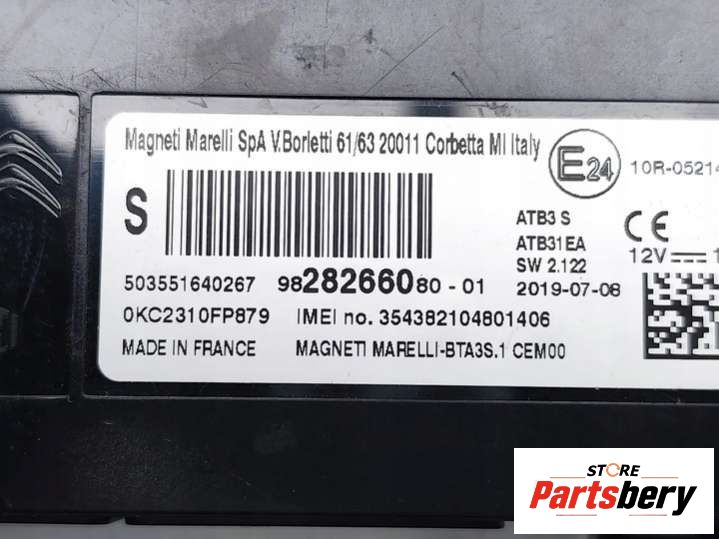 Magneti Marelli SpA V.Borletti 61/63 20011 Corbetta MI Italy
E24
10R-05214
S
ATB3 S
ATB31EA
SW 2.122
2019-07-08
CE
12V
503551640267
9828266080-01
0KC2310FP879
IMEI no. 354382104801406
MADE IN FRANCE
MAGNETI MARELLI-BTA3S.1 CEM00
STORE
Partsbery